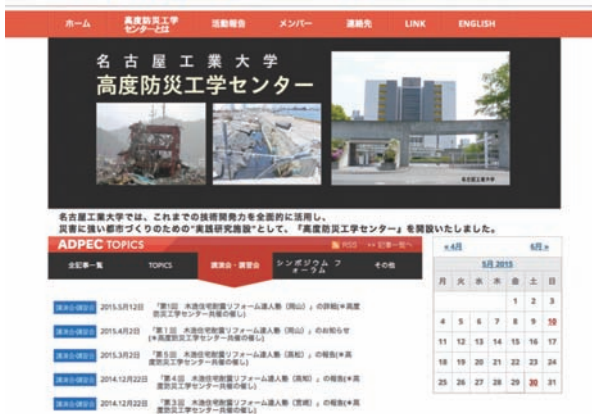 ホーム
高度防災工学
センターとは
活動報告
メンバー
連絡先
LINK
ENGLISH
名古屋工業大学
高度防災工学センター
名古屋工業大学
名古屋工業大学では、これまでの技術開発力を全面的に活用し、
災害に強い都市づくりのための"実践研究施設"として、『高度防災工学センター』を開設いたしました。
ADPEC TOPICS
RSS
記事一覧へ
全記事一覧
TOPICS
講演会・講習会
シンポジウム フ
ォーラム
その他
講演会・講習会 2015.5月12日 「第1回 木造住宅耐震リフォーム達人塾（岡山）」の詳細(＊高度
防災工学センター共催の催し)
講演会・講習会 2015.4月2日 「第1回 木造住宅耐震リフォーム達人塾（岡山）」のお知らせ
(＊高度防災工学センター共催の催し)
講演会・講習会 2015.3月2日 「第5回 木造住宅耐震リフォーム達人塾（高松）」の報告(＊高
度防災工学センター共催の催し)
講演会・講習会 2014.12月22日 「第4回 木造住宅耐震リフォーム達人塾（高知）」の報告(＊高
度防災工学センター共催の催し)
講演会・講習会 2014.12月22日 「第3回 木造住宅耐震リフォーム達人塾（宮崎）」の報告(＊高
度防災工学センター共催の催し)
«4月
6月»
5月 2015
月 火 水 木 金 土 日
1 2 3
4 5 6 7 8 9 10
11 12 13 14 15 16 17
18 19 20 21 22 23 24
25 26 27 28 29 30 31